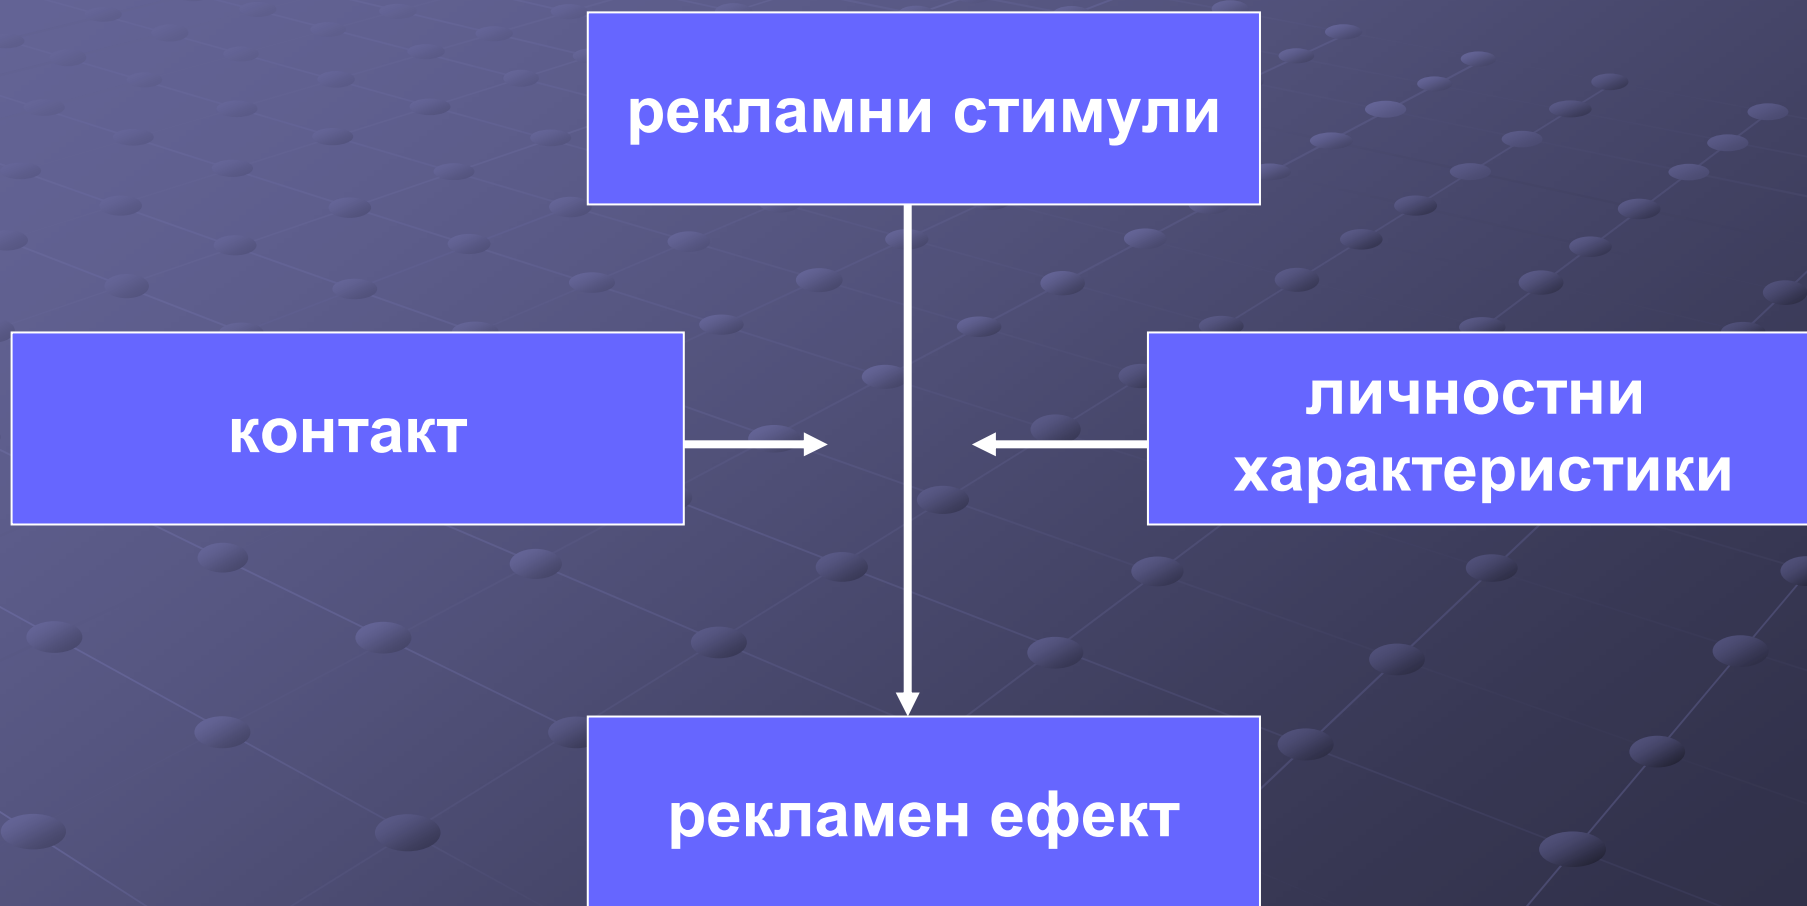 рекламни стимули
контакт
личностни
характеристики
рекламен ефект